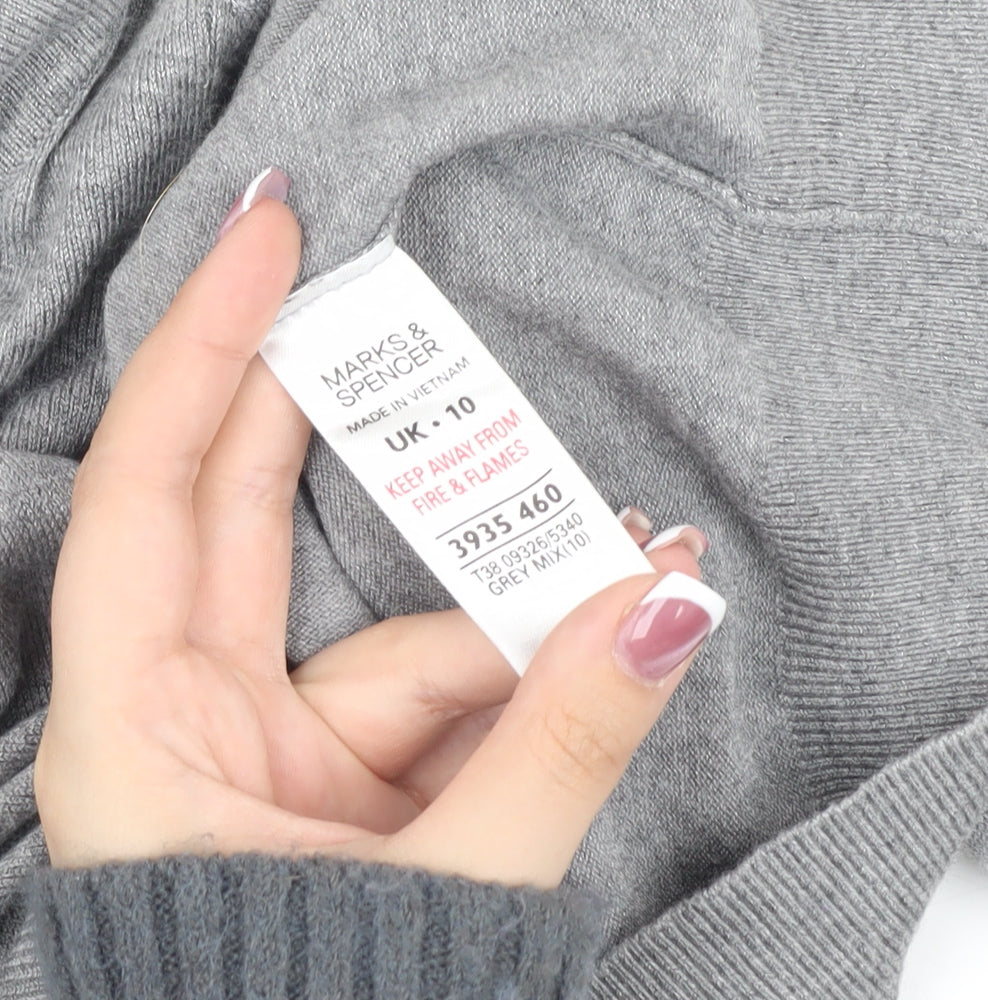 MARKS &
SPENCER
MADE IN VIETNAM
UK • 10
KEEP AWAY FROM
FIRE & FLAMES
3935 460
T38 09326/5340
GREY MIX(10)